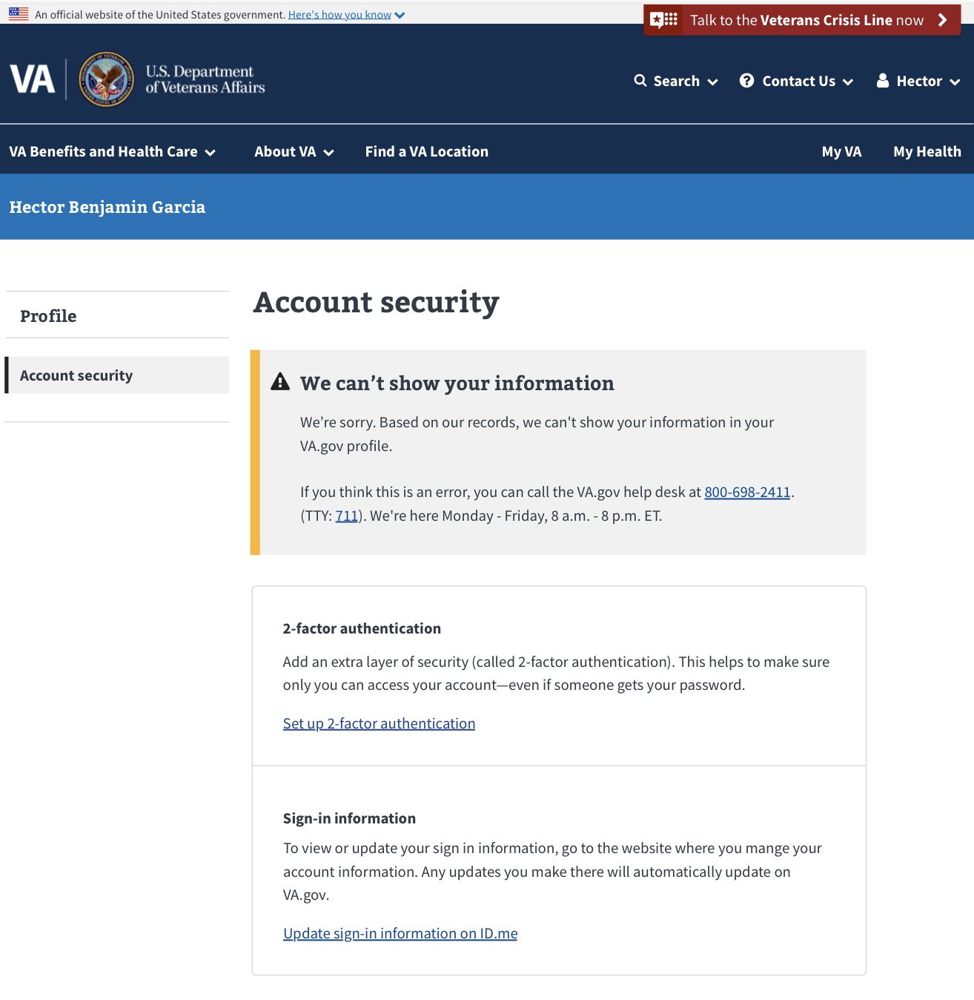 An official website of the United States government. Here's how you know
Talk to the Veterans Crisis Line now
VA
U.S. Department
of Veterans Affairs
Search
Contact Us
Hector
VA Benefits and Health Care
About VA
Find a VA Location
My VA
My Health
Hector Benjamin Garcia
Profile
Account security
Account security
We can’t show your information
We’re sorry. Based on our records, we can't show your information in your
VA.gov profile.
If you think this is an error, you can call the VA.gov help desk at 800-698-2411.
(TTY: 711). We're here Monday - Friday, 8 a.m. - 8 p.m. ET.
2-factor authentication
Add an extra layer of security (called 2-factor authentication). This helps to make sure
only you can access your account—even if someone gets your password.
Set up 2-factor authentication
Sign-in information
To view or update your sign in information, go to the website where you mange your
account information. Any updates you make there will automatically update on
VA.gov.
Update sign-in information on ID.me